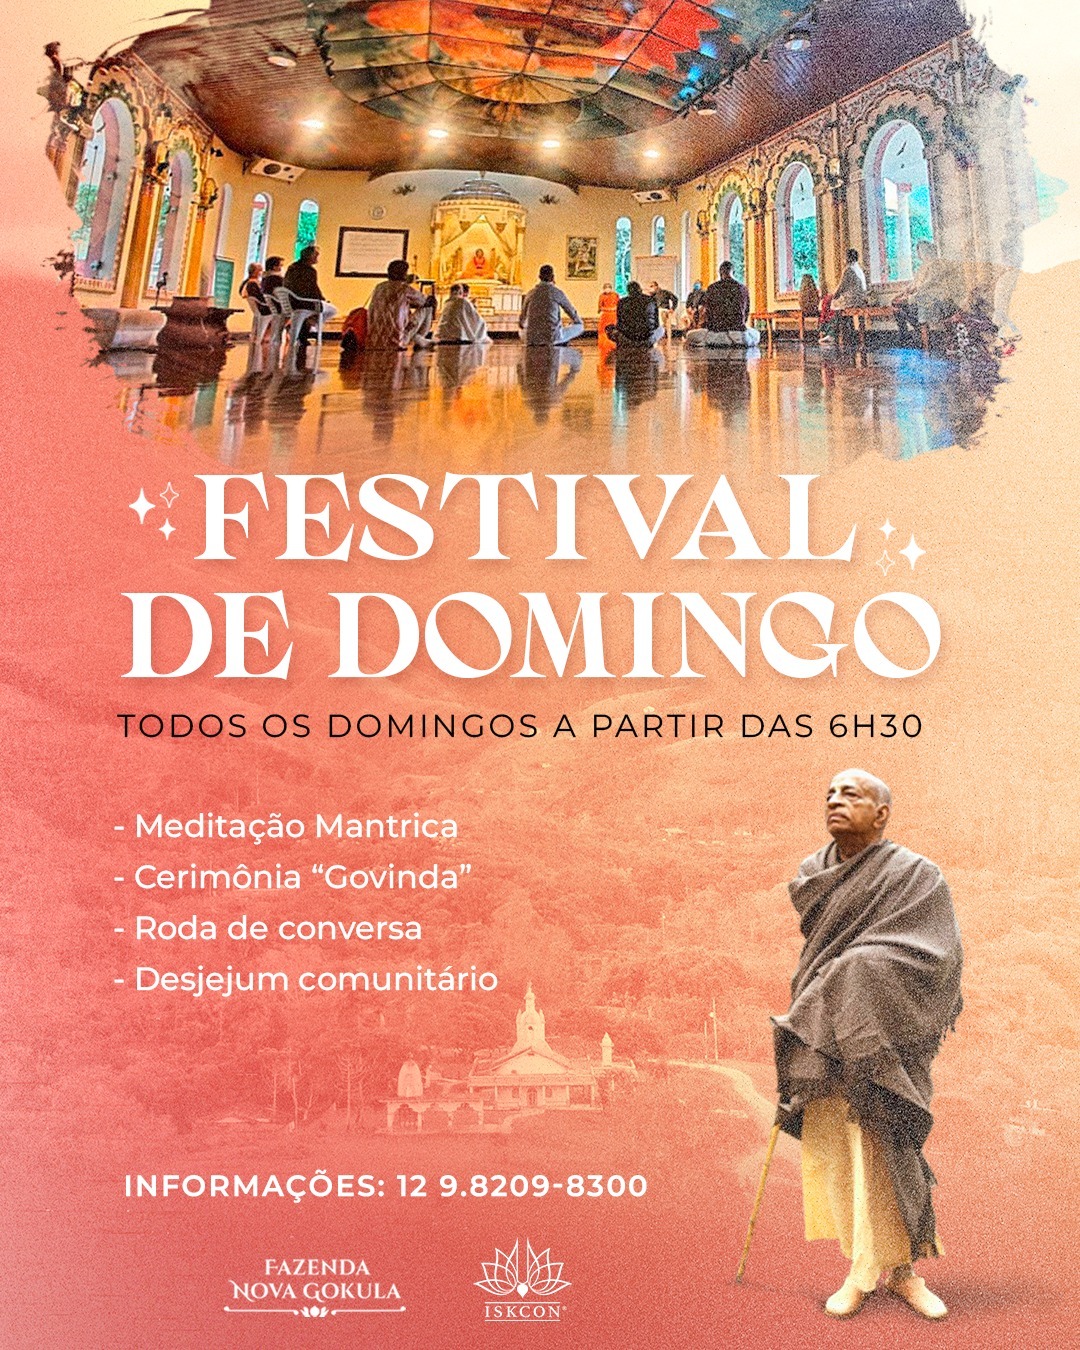 FESTIVAL
DE DOMINGO
TODOS OS DOMINGOS A PARTIR DAS 6H30
- Meditação Mantrica
- Cerimônia “Govinda”
- Roda de conversa
- Desjejum comunitário
INFORMAÇÕES: 12 9.8209-8300
FAZENDA
NOVA GOKULA
ISKCON®